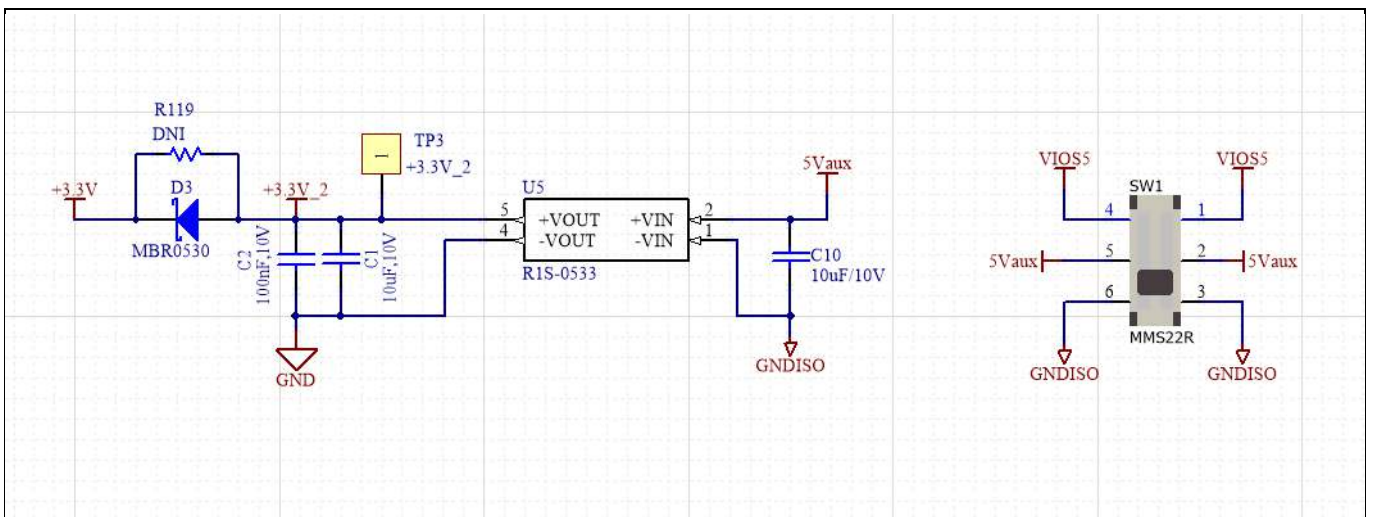 R119
DNI
TP3
1
+3.3V_2
+3.3V
D3
+3.3V_2
MBR0530
C2
100nF,10V
C1
10uF,10V
GND
U5
5
+VOUT
+VIN
2
4
-VOUT
-VIN
1
R1S-0533
5Vaux
C10
10uF/10V
GNDISO
VIOS5
VIOS5
SW1
4
1
5Vaux
5
2
5Vaux
6
3
MMS22R
GNDISO
GNDISO